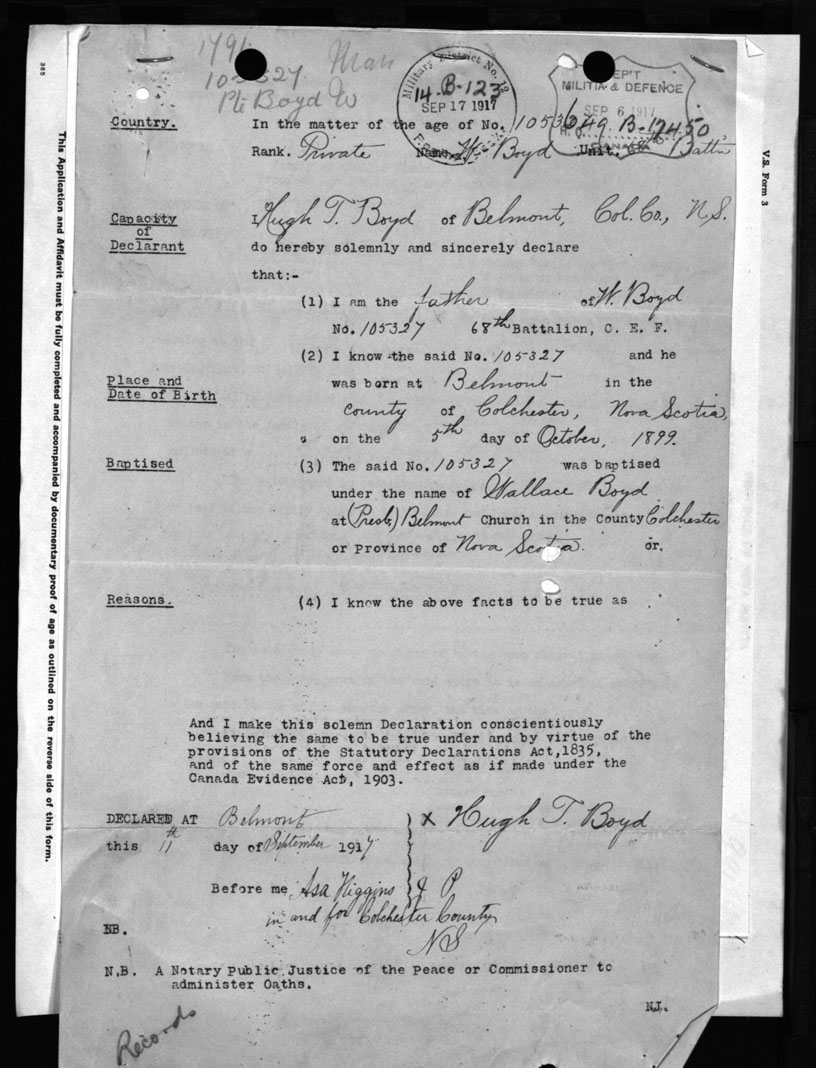 105327
Man
Pte Boyd W
Military District No. 12
14-B-123
SEP 17 1917
DEP'T
MILITIA & DEFENCE
SEP 6 1917
H.Q.
CANADA
649-B-17450
Country. In the matter of the age of No. 105
Rank. Private Name. W. Boyd Unit. 68th Batt'n
Capacity I Hugh T. Boyd of Belmont, Col. Co., N.S.
of
Declarant do hereby solemnly and sincerely declare
that:-
(1) I am the father of W. Boyd
No. 105327 68th Battalion, C. E. F.
(2) I know the said No. 105327 and he
Place and was born at Belmont in the
Date of Birth
county of Colchester, Nova Scotia,
on the 5th day of October, 1899.
Baptised (3) The said No. 105327 was baptised
under the name of Wallace Boyd
at (Presb.) Belmont Church in the County Colchester
or province of Nova Scotia. or.
Reasons. (4) I know the above facts to be true as
And I make this solemn Declaration conscientiously
believing the same to be true under and by virtue of the
provisions of the Statutory Declarations Act, 1835,
and of the same force and effect as if made under the
Canada Evidence Act, 1903.
DECLARED AT Belmont ) X Hugh T. Boyd
this 11th day of September 1917
Before me, Asa Higgins J P
in and for Colchester County
NS
NB.
N.B. A Notary Public, Justice of the Peace or Commissioner to
administer Oaths.
NJ.
Records
385
This Application and Affidavit must be fully completed and accompanied by documentary proof of age as outlined on the reverse side of this form.
V.S. Form 3